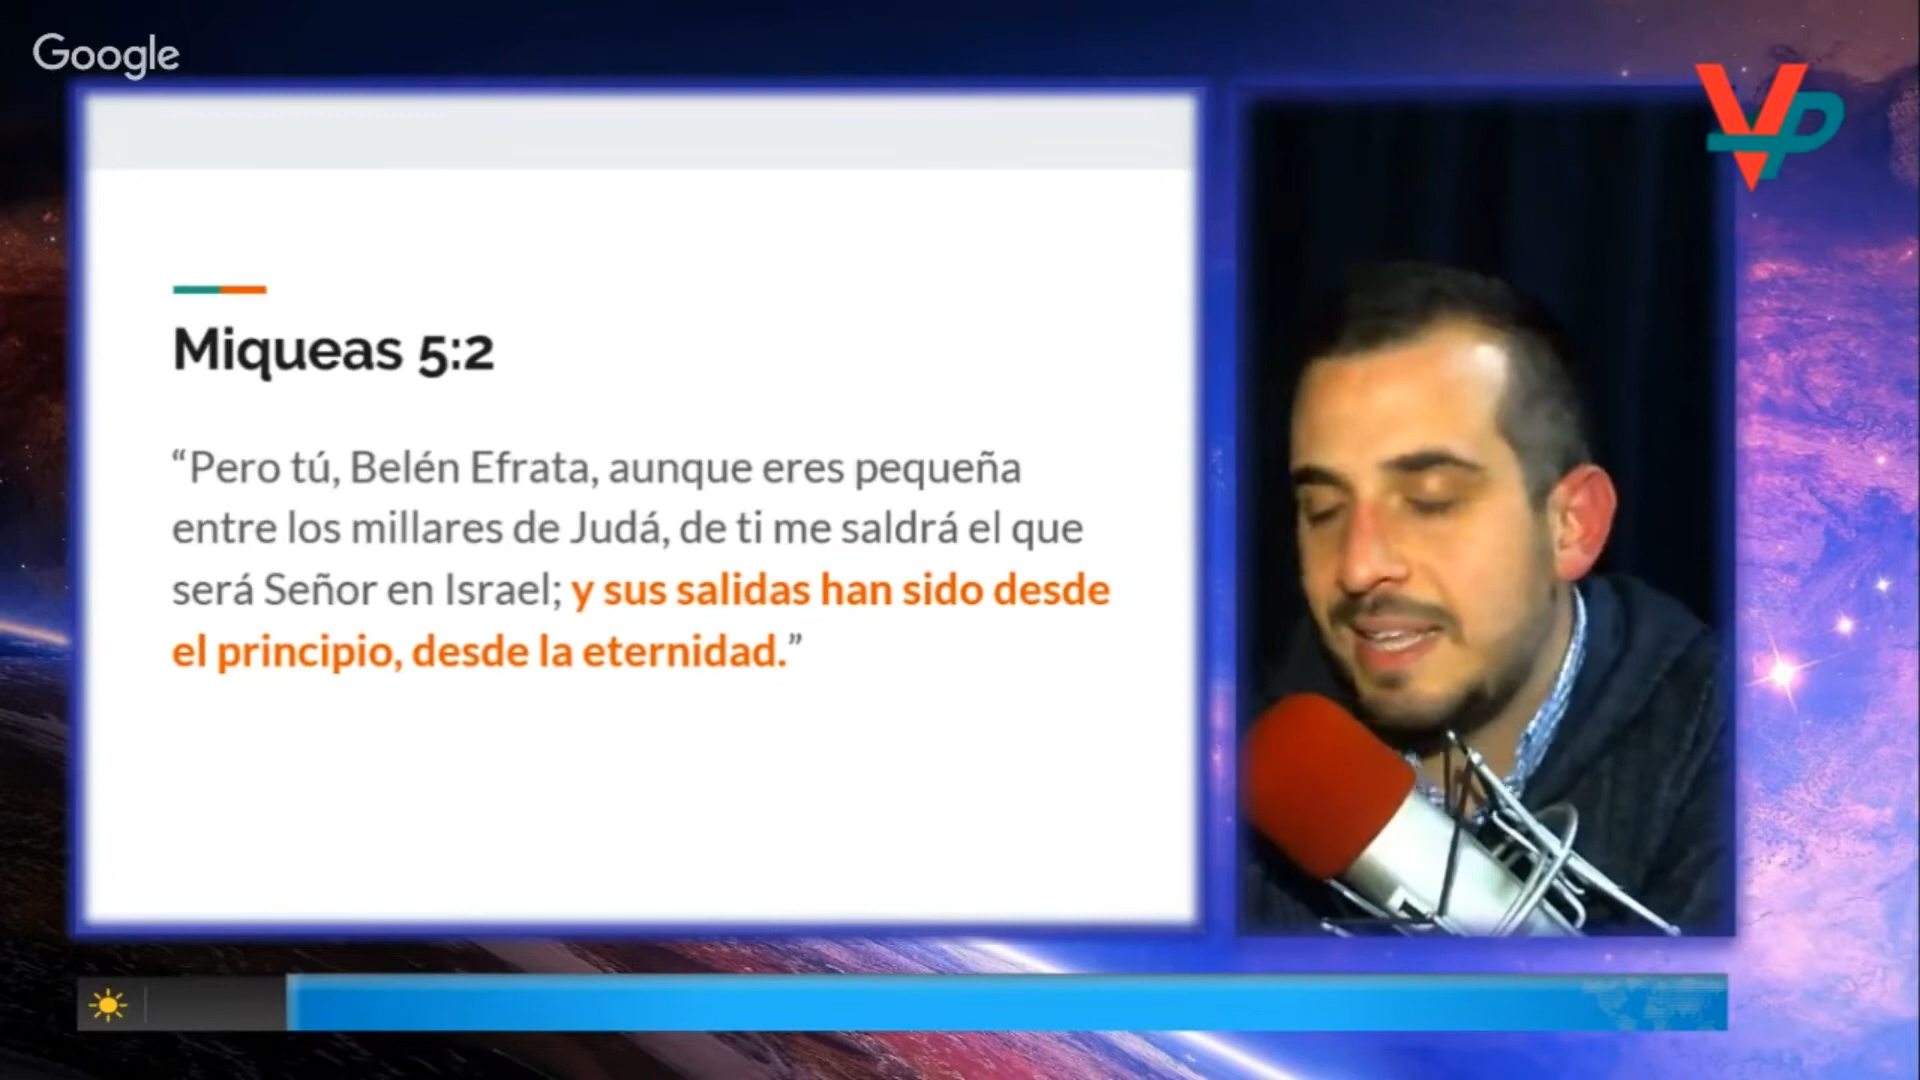 Google
VP
Miqueas 5:2
“Pero tú, Belén Efrata, aunque eres pequeña
entre los millares de Judá, de ti me saldrá el que
será Señor en Israel; y sus salidas han sido desde
el principio, desde la eternidad.”